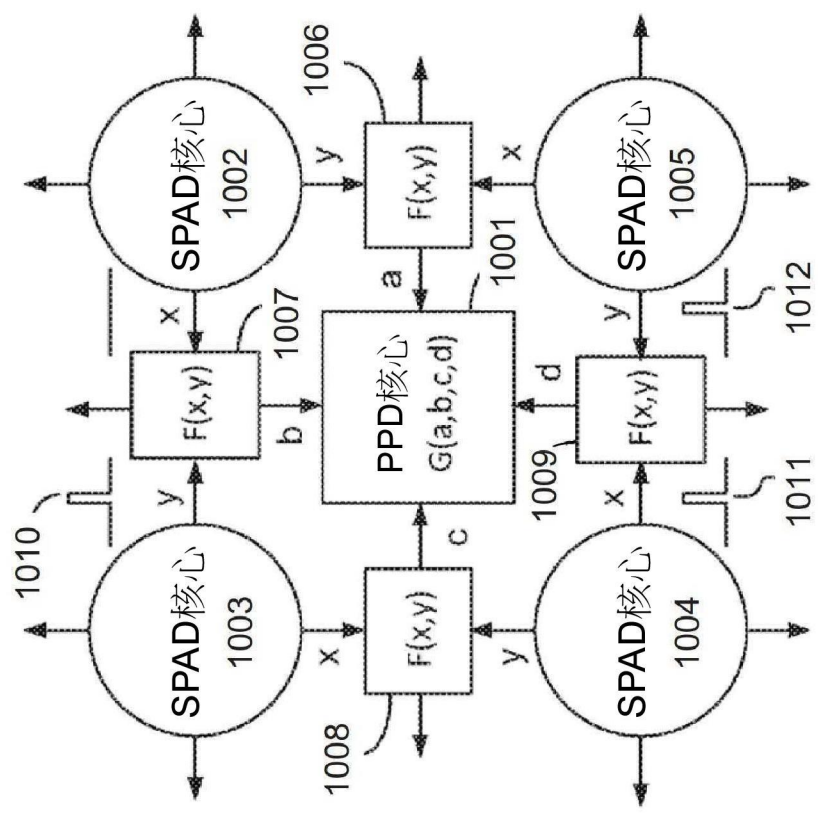 1010
SPAD核心
1003
y
F(x,y)
x
SPAD核心
1002
1007
b
1008
x
y
1006
F(x,y)
c
PPD核心
G(a,b,c,d)
a
F(x,y)
1001
y
x
1009
d
SPAD核心
1004
x
F(x,y)
y
SPAD核心
1005
1011
1012